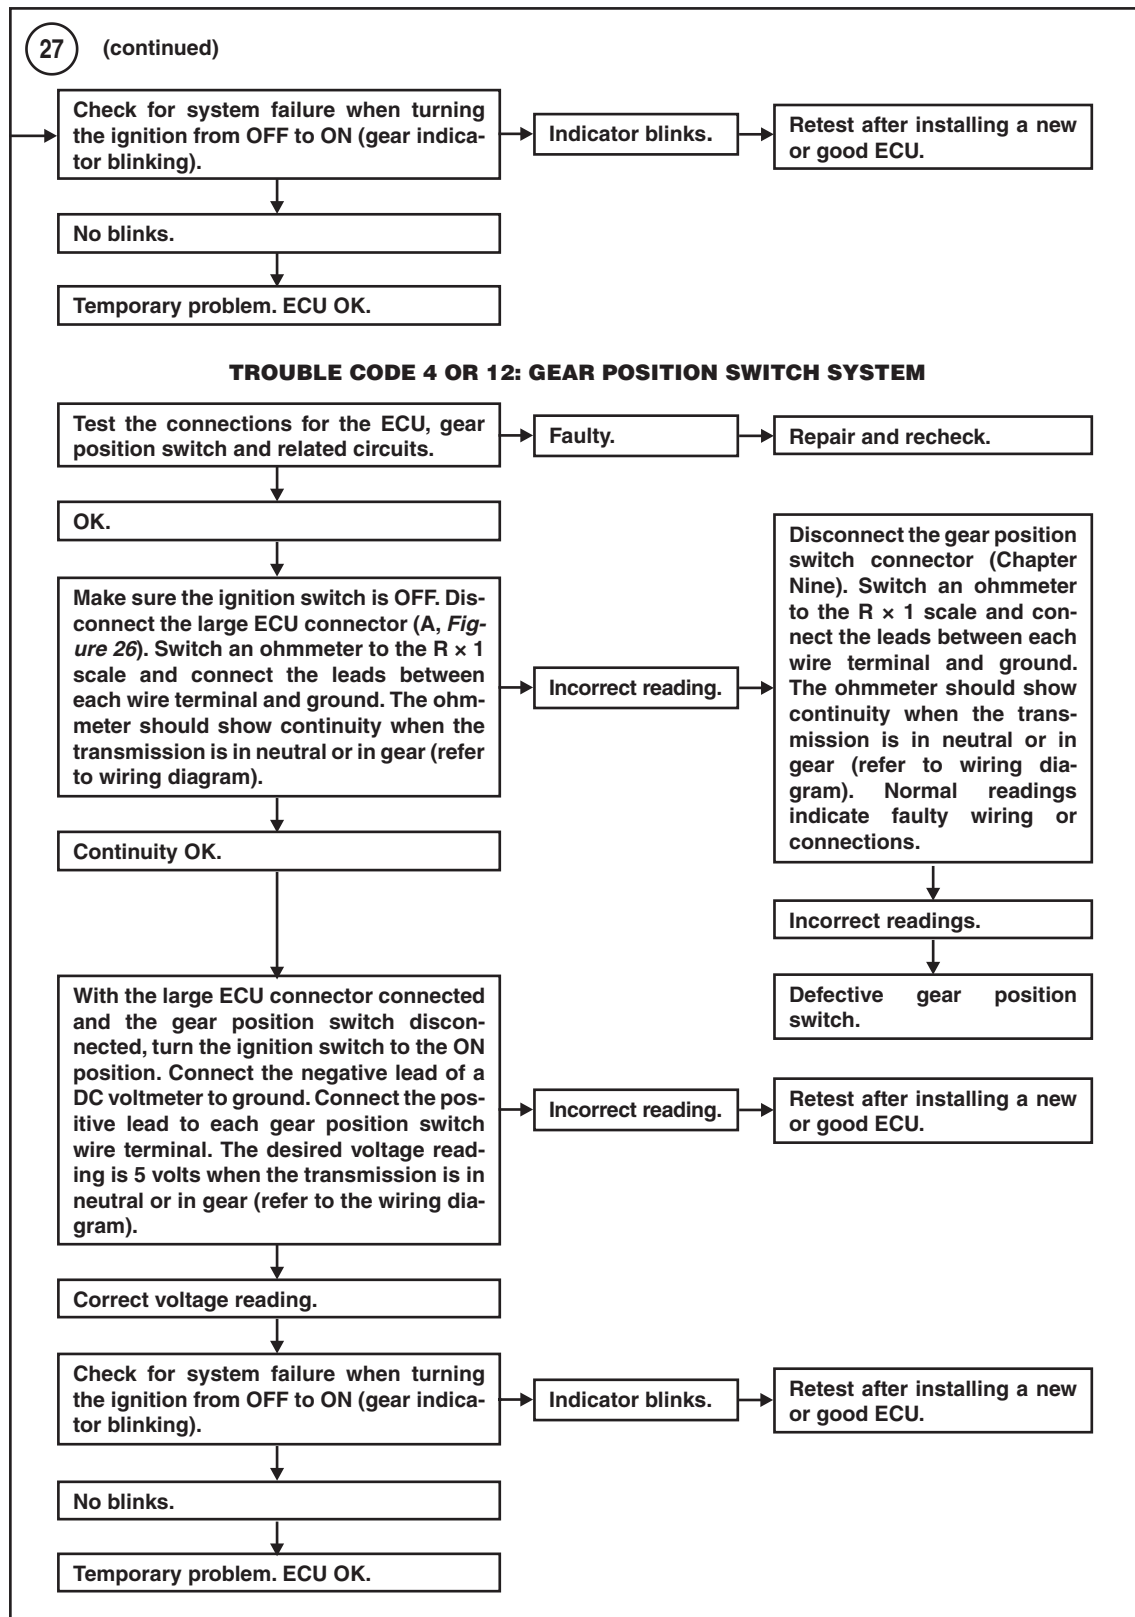 27 (continued)
Check for system failure when turning
the ignition from OFF to ON (gear indica-
tor blinking).
Indicator blinks.
Retest after installing a new
or good ECU.
No blinks.
Temporary problem. ECU OK.
TROUBLE CODE 4 OR 12: GEAR POSITION SWITCH SYSTEM
Test the connections for the ECU, gear
position switch and related circuits.
Faulty.
Repair and recheck.
OK.
Make sure the ignition switch is OFF. Dis-
connect the large ECU connector (A, Fig-
ure 26). Switch an ohmmeter to the R × 1
scale and connect the leads between
each wire terminal and ground. The ohm-
meter should show continuity when the
transmission is in neutral or in gear (refer
to wiring diagram).
Incorrect reading.
Disconnect the gear position
switch connector (Chapter
Nine). Switch an ohmmeter
to the R × 1 scale and con-
nect the leads between each
wire terminal and ground.
The ohmmeter should show
continuity when the trans-
mission is in neutral or in
gear (refer to wiring dia-
gram). Normal readings
indicate faulty wiring or
connections.
Continuity OK.
Incorrect readings.
Defective gear position
switch.
With the large ECU connector connected
and the gear position switch discon-
nected, turn the ignition switch to the ON
position. Connect the negative lead of a
DC voltmeter to ground. Connect the pos-
itive lead to each gear position switch
wire terminal. The desired voltage read-
ing is 5 volts when the transmission is in
neutral or in gear (refer to the wiring dia-
gram).
Incorrect reading.
Retest after installing a new
or good ECU.
Correct voltage reading.
Check for system failure when turning
the ignition from OFF to ON (gear indica-
tor blinking).
Indicator blinks.
Retest after installing a new
or good ECU.
No blinks.
Temporary problem. ECU OK.